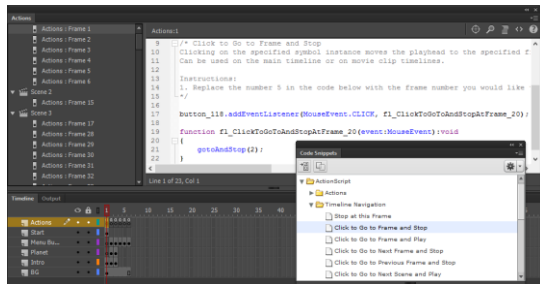 Actions
Actions : Frame 1
Actions : Frame 2
Actions : Frame 3
Actions : Frame 4
Actions : Frame 5
Actions : Frame 6
Scene 2
Actions : Frame 15
Scene 3
Actions : Frame 17
Actions : Frame 28
Actions : Frame 29
Actions : Frame 30
Actions : Frame 31
Actions : Frame 32
Actions:1
9 /* Click to Go to Frame and Stop
10 Clicking on the specified symbol instance moves the playhead to the specified f
11 Can be used on the main timeline or on movie clip timelines.
12
13 Instructions:
14 1. Replace the number 5 in the code below with the frame number you would like
15 */
16
17 button_118.addEventListener(MouseEvent.CLICK, fl_ClickToGoToAndStopAtFrame_20);
18
19 function fl_ClickToGoToAndStopAtFrame_20(event:MouseEvent):void
20 {
21 gotoAndStop(2);
22 }
Line 1 of 23, Col 1
Code Snippets
ActionScript
Actions
Timeline Navigation
Stop at this Frame
Click to Go to Frame and Stop
Click to Go to Frame and Play
Click to Go to Next Frame and Stop
Click to Go to Previous Frame and Stop
Click to Go to Next Scene and Play
Timeline Output
1 5 10 15 20 25 30 35 40
Actions
Start
Menu Bu...
Planet
Intro
BG